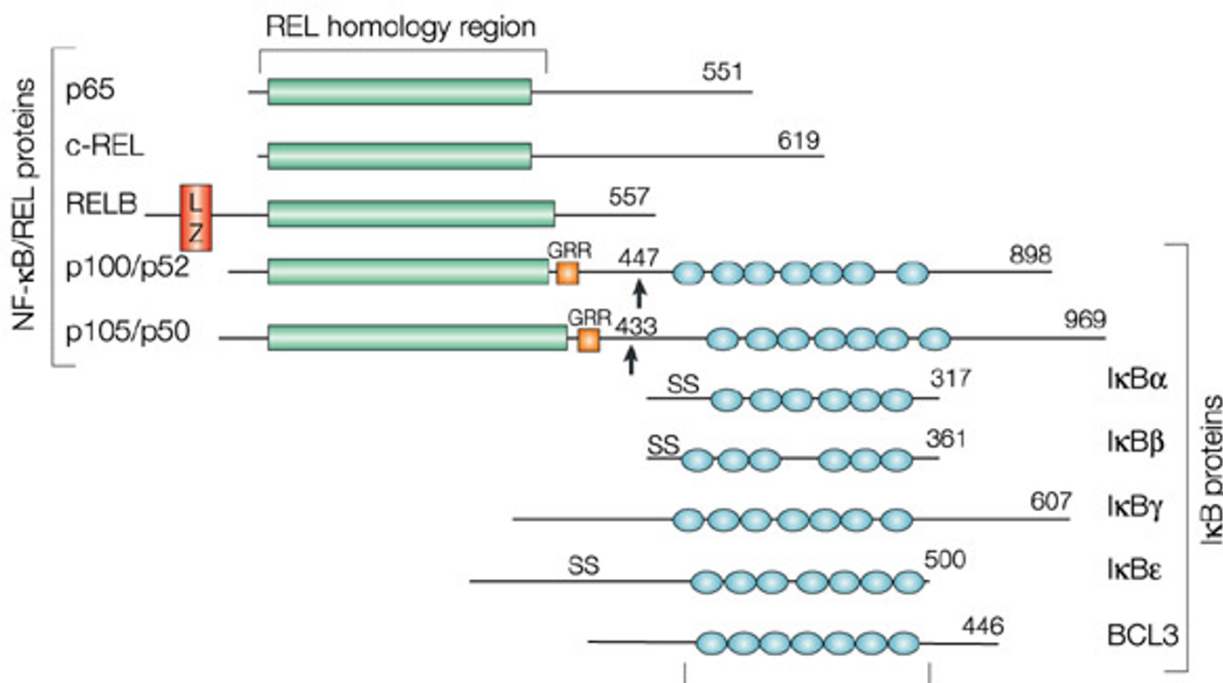 REL homology region
NF-κB/REL proteins
p65
551
c-REL
619
RELB
L
Z
557
p100/p52
GRR
447
898
p105/p50
GRR
433
969
SS
317
IκBα
SS
361
IκBβ
607
IκBγ
SS
500
IκBε
446
BCL3
IκB proteins